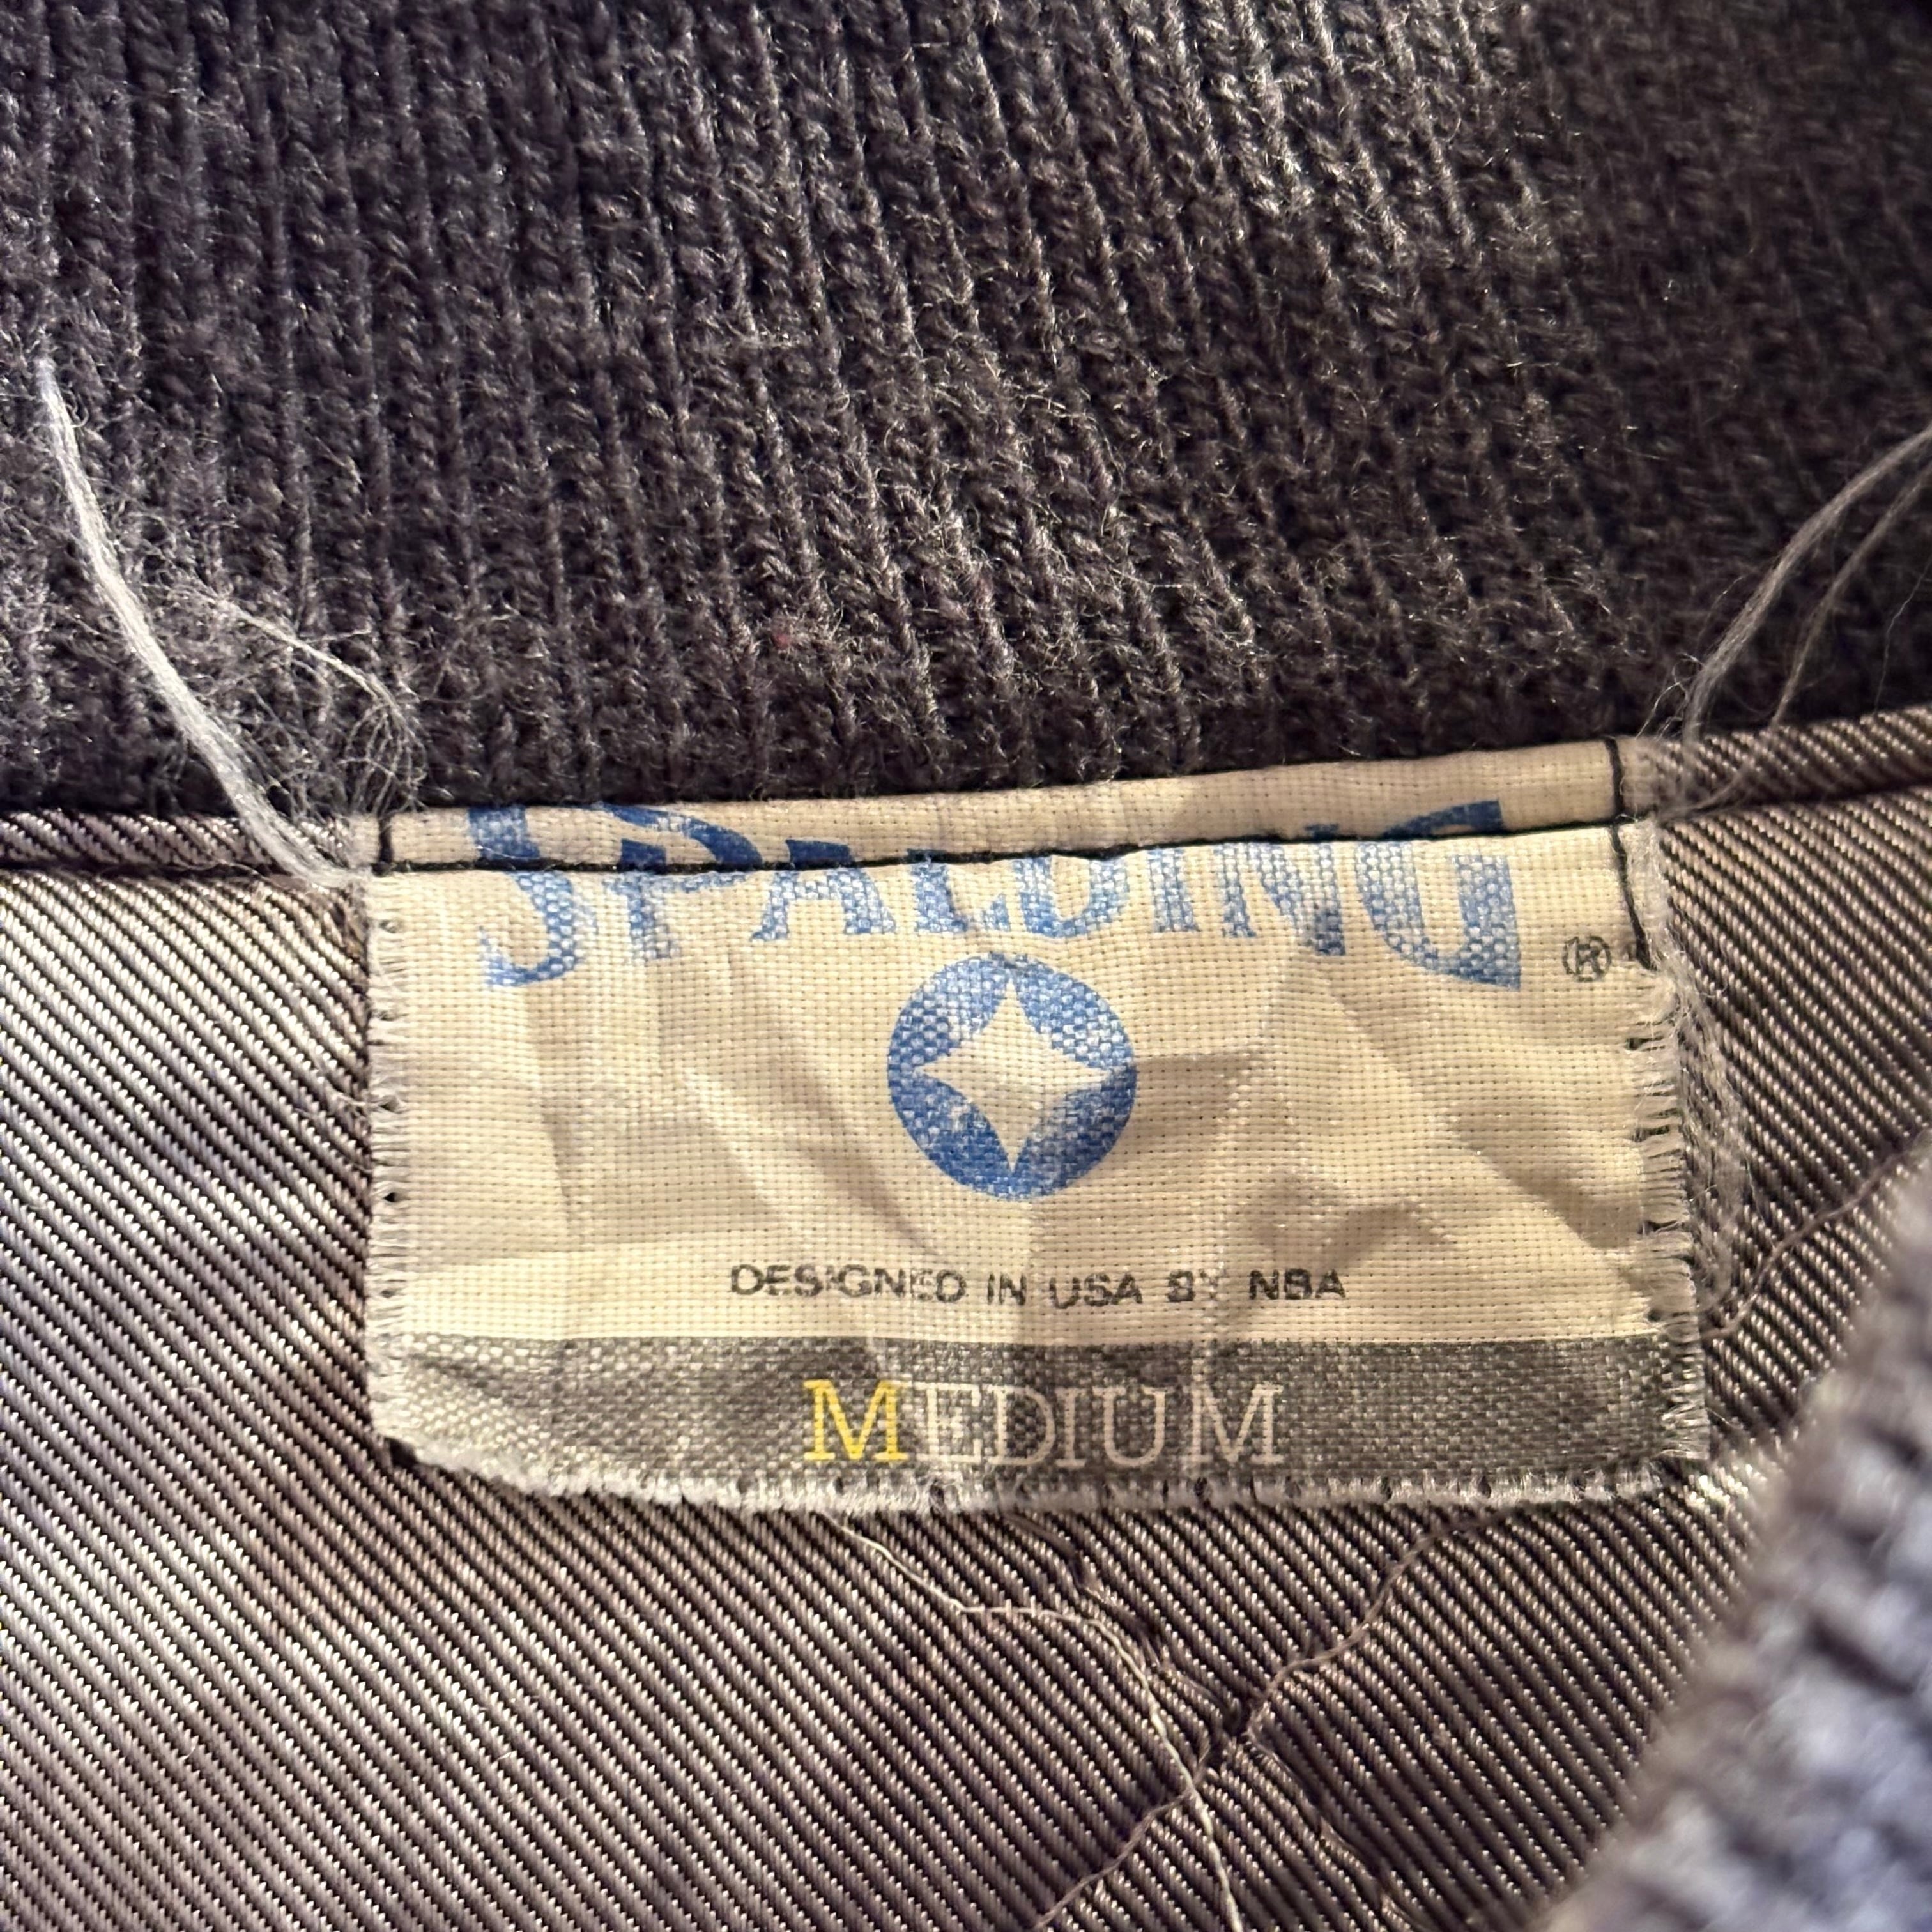 SPALDING
®
DESIGNED IN USA BY NBA
MEDIUM